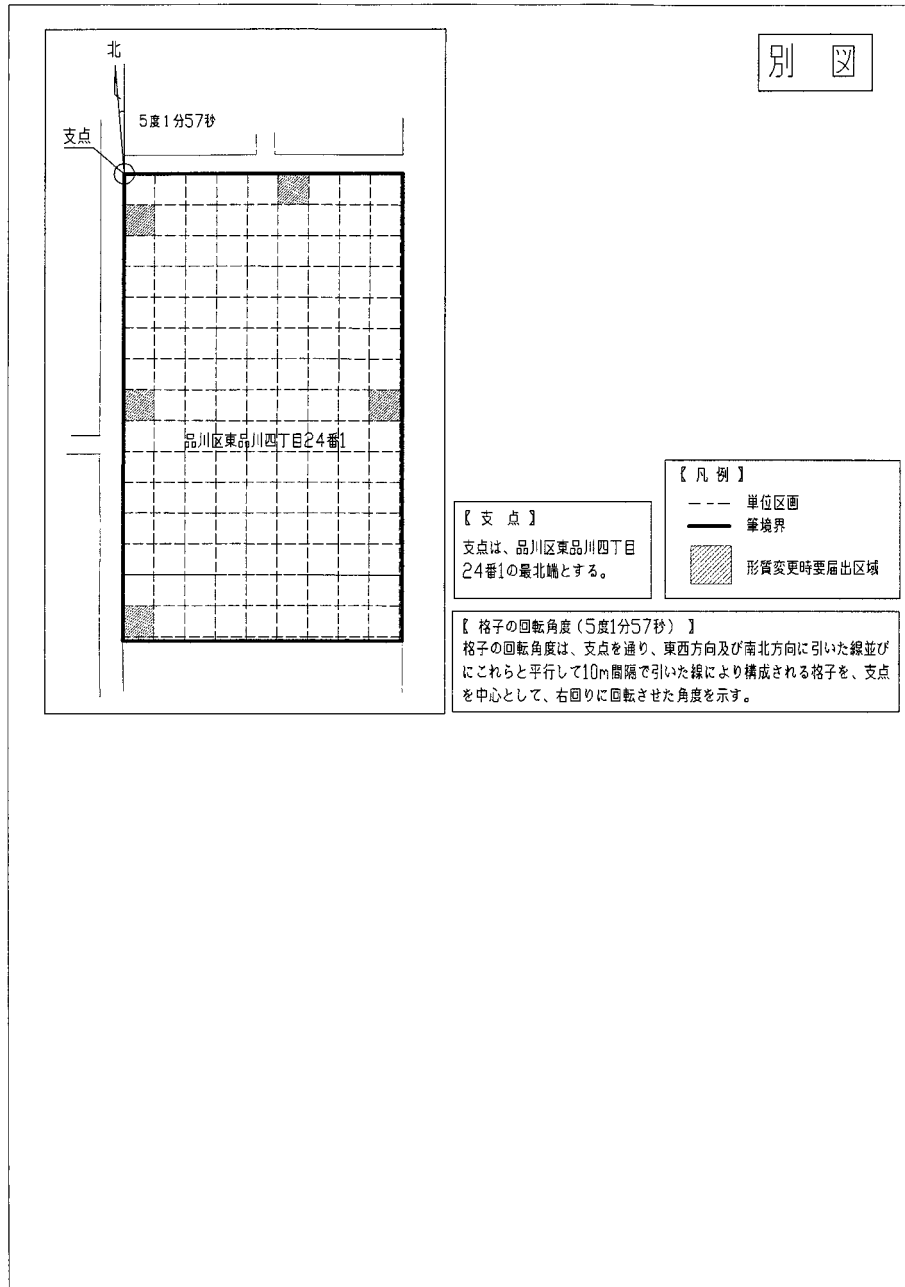 別 図
北
5度1分57秒
支点
品川区東品川四丁目24番1
【 支 点 】
支点は、品川区東品川四丁目
24番1の最北端とする。
【 凡 例 】
単位区画
筆境界
形質変更時要届出区域
【 格子の回転角度(5度1分57秒) 】
格子の回転角度は、支点を通り、東西方向及び南北方向に引いた線並び
にこれらと平行して10m間隔で引いた線により構成される格子を、支点
を中心として、右回りに回転させた角度を示す。